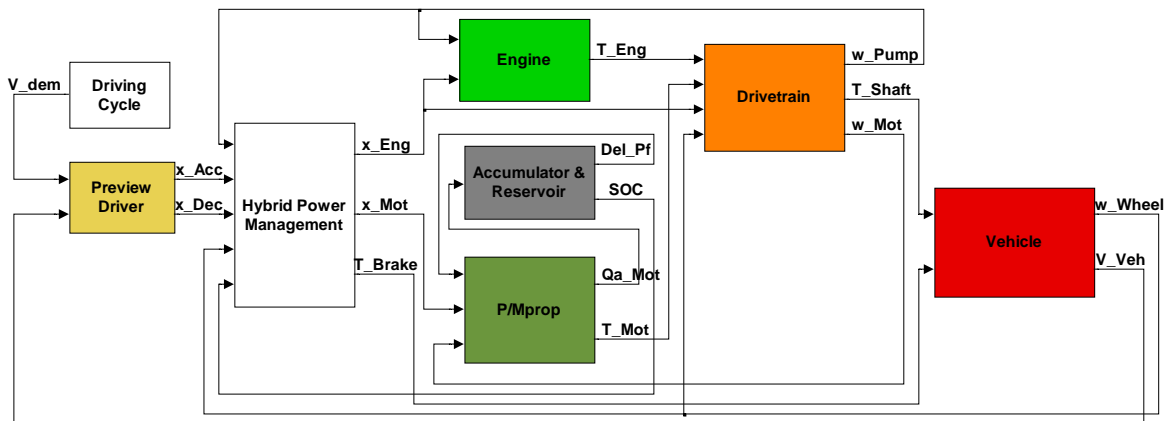 Engine
T_Eng
w_Pump
V_dem
Driving
Cycle
Drivetrain
T_Shaft
w_Mot
x_Eng
Del_Pf
x_Acc
Preview
Driver
x_Dec
Accumulator &
Reservoir
SOC
Hybrid Power
Management
x_Mot
w_Wheel
Vehicle
T_Brake
Qa_Mot
V_Veh
P/Mprop
T_Mot